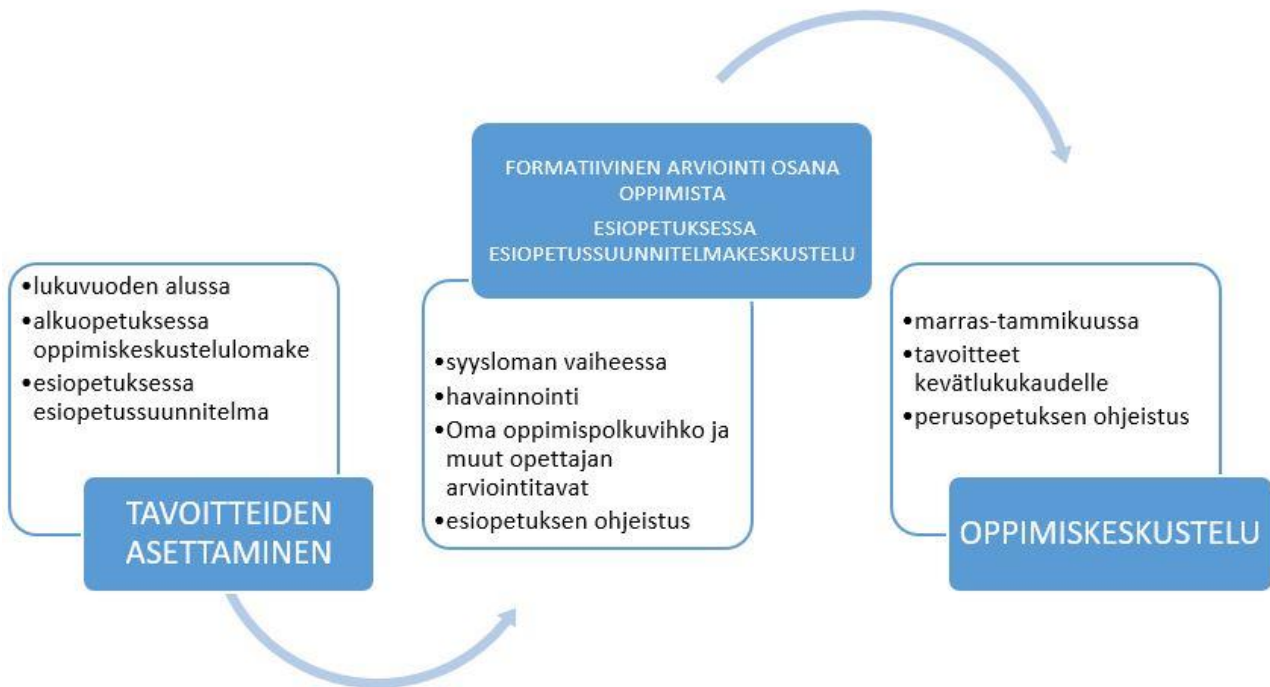 •lukuvuoden alussa
•alkuopetuksessa
oppimiskeskustelulomake
•esiopetuksessa
esiopetussuunnitelma
TAVOITTEIDEN
ASETTAMINEN
FORMATIIVINEN ARVIOINTI OSANA
OPPIMISTA
ESIOPETUKSESSA
ESIOPETUSSUUNNITELMAKESKUSTELU
•syysloman vaiheessa
•havainnointi
•Oma oppimispolkuvihko ja
muut opettajan
arviointitavat
•esiopetuksen ohjeistus
•marras-tammikuussa
•tavoitteet
kevätlukukaudelle
•perusopetuksen ohjeistus
OPPIMISKESKUSTELU